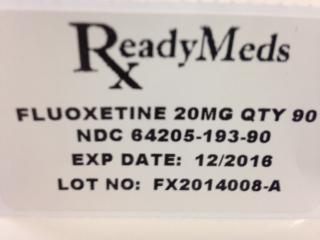 Rx ReadyMeds
FLUOXETINE 20MG QTY 90
NDC 64205-193-90
EXP DATE: 12/2016
LOT NO: FX2014008-A